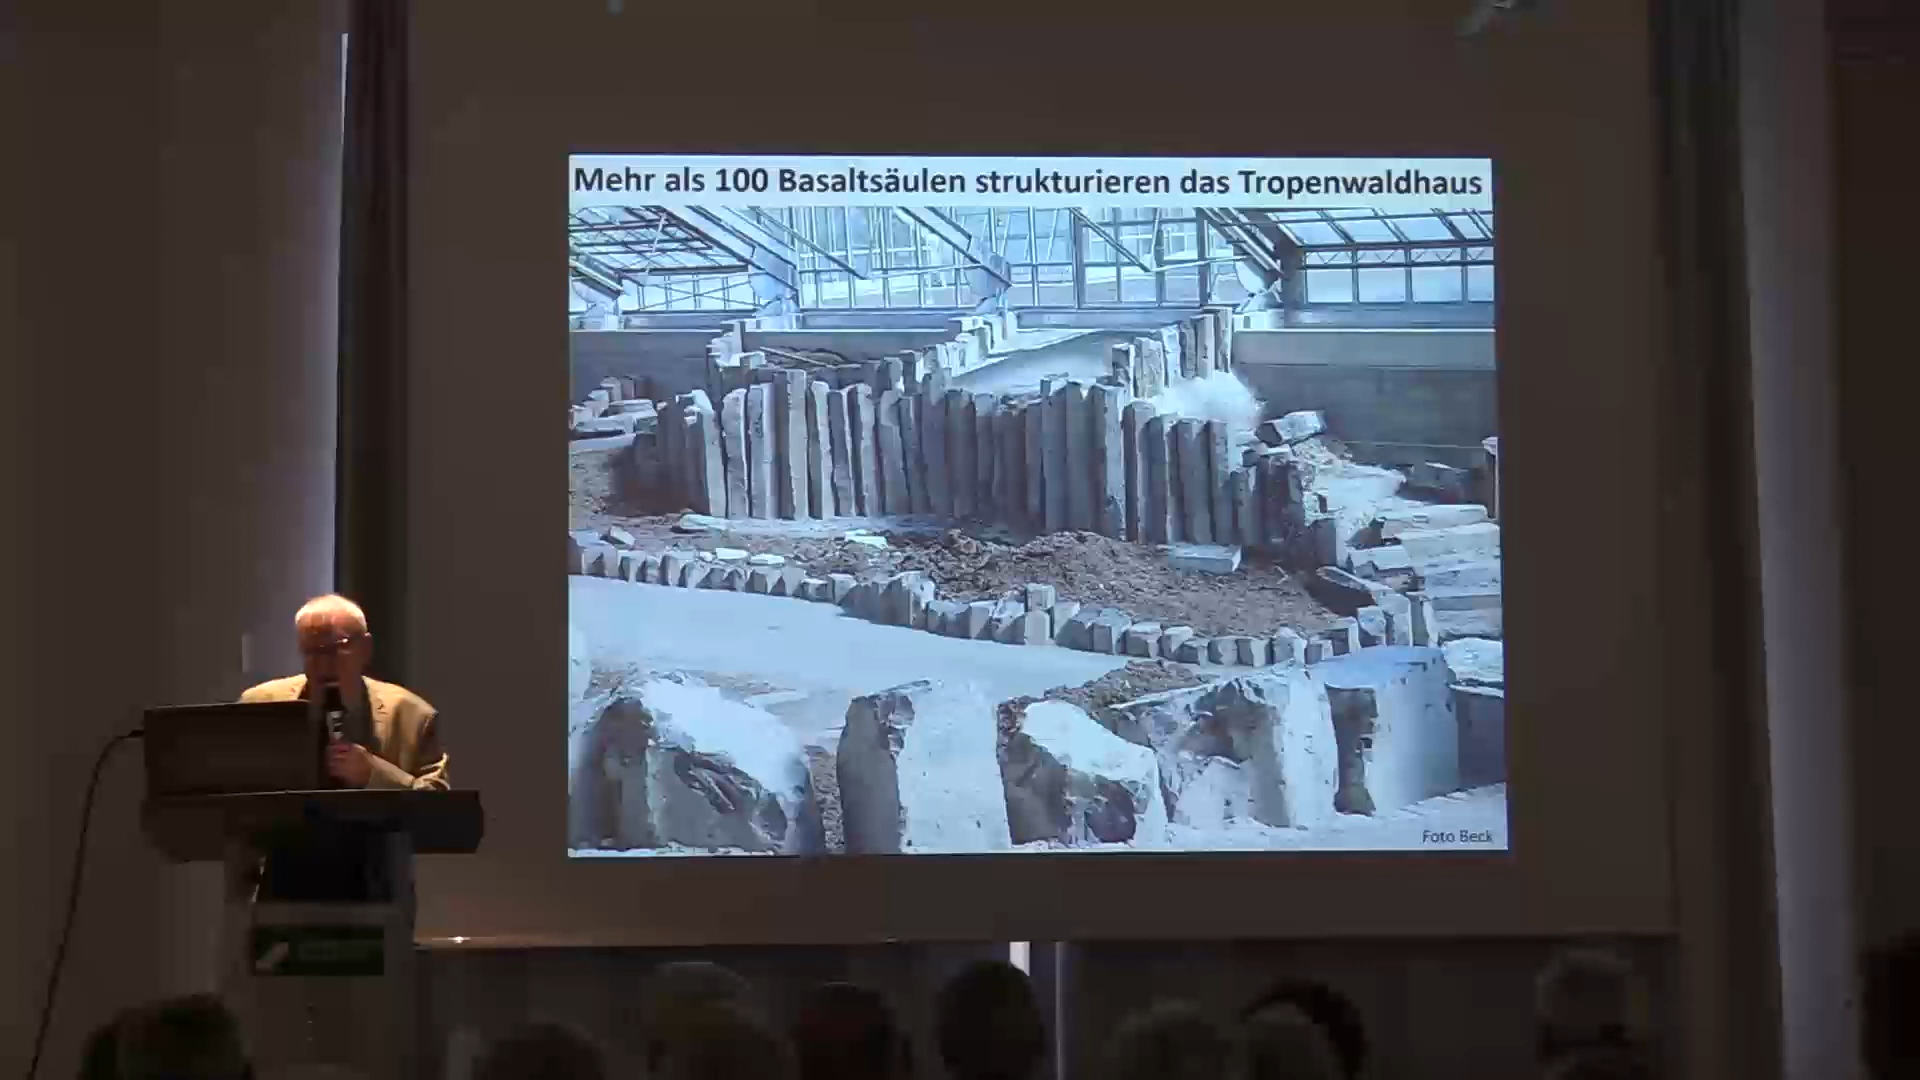 Mehr als 100 Basaltsäulen strukturieren das Tropenwaldhaus
Foto Beck